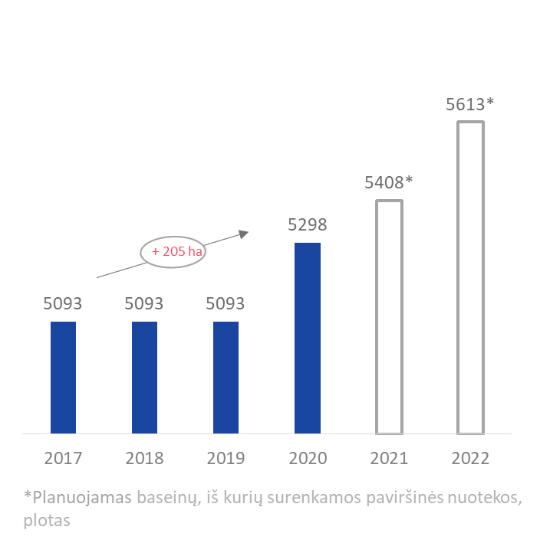 5613*
5408*
5298
+ 205 ha
5093 5093 5093
2017 2018 2019 2020 2021 2022
*Planuojamas baseinų, iš kurių surenkamos paviršinės nuotekos,
plotas